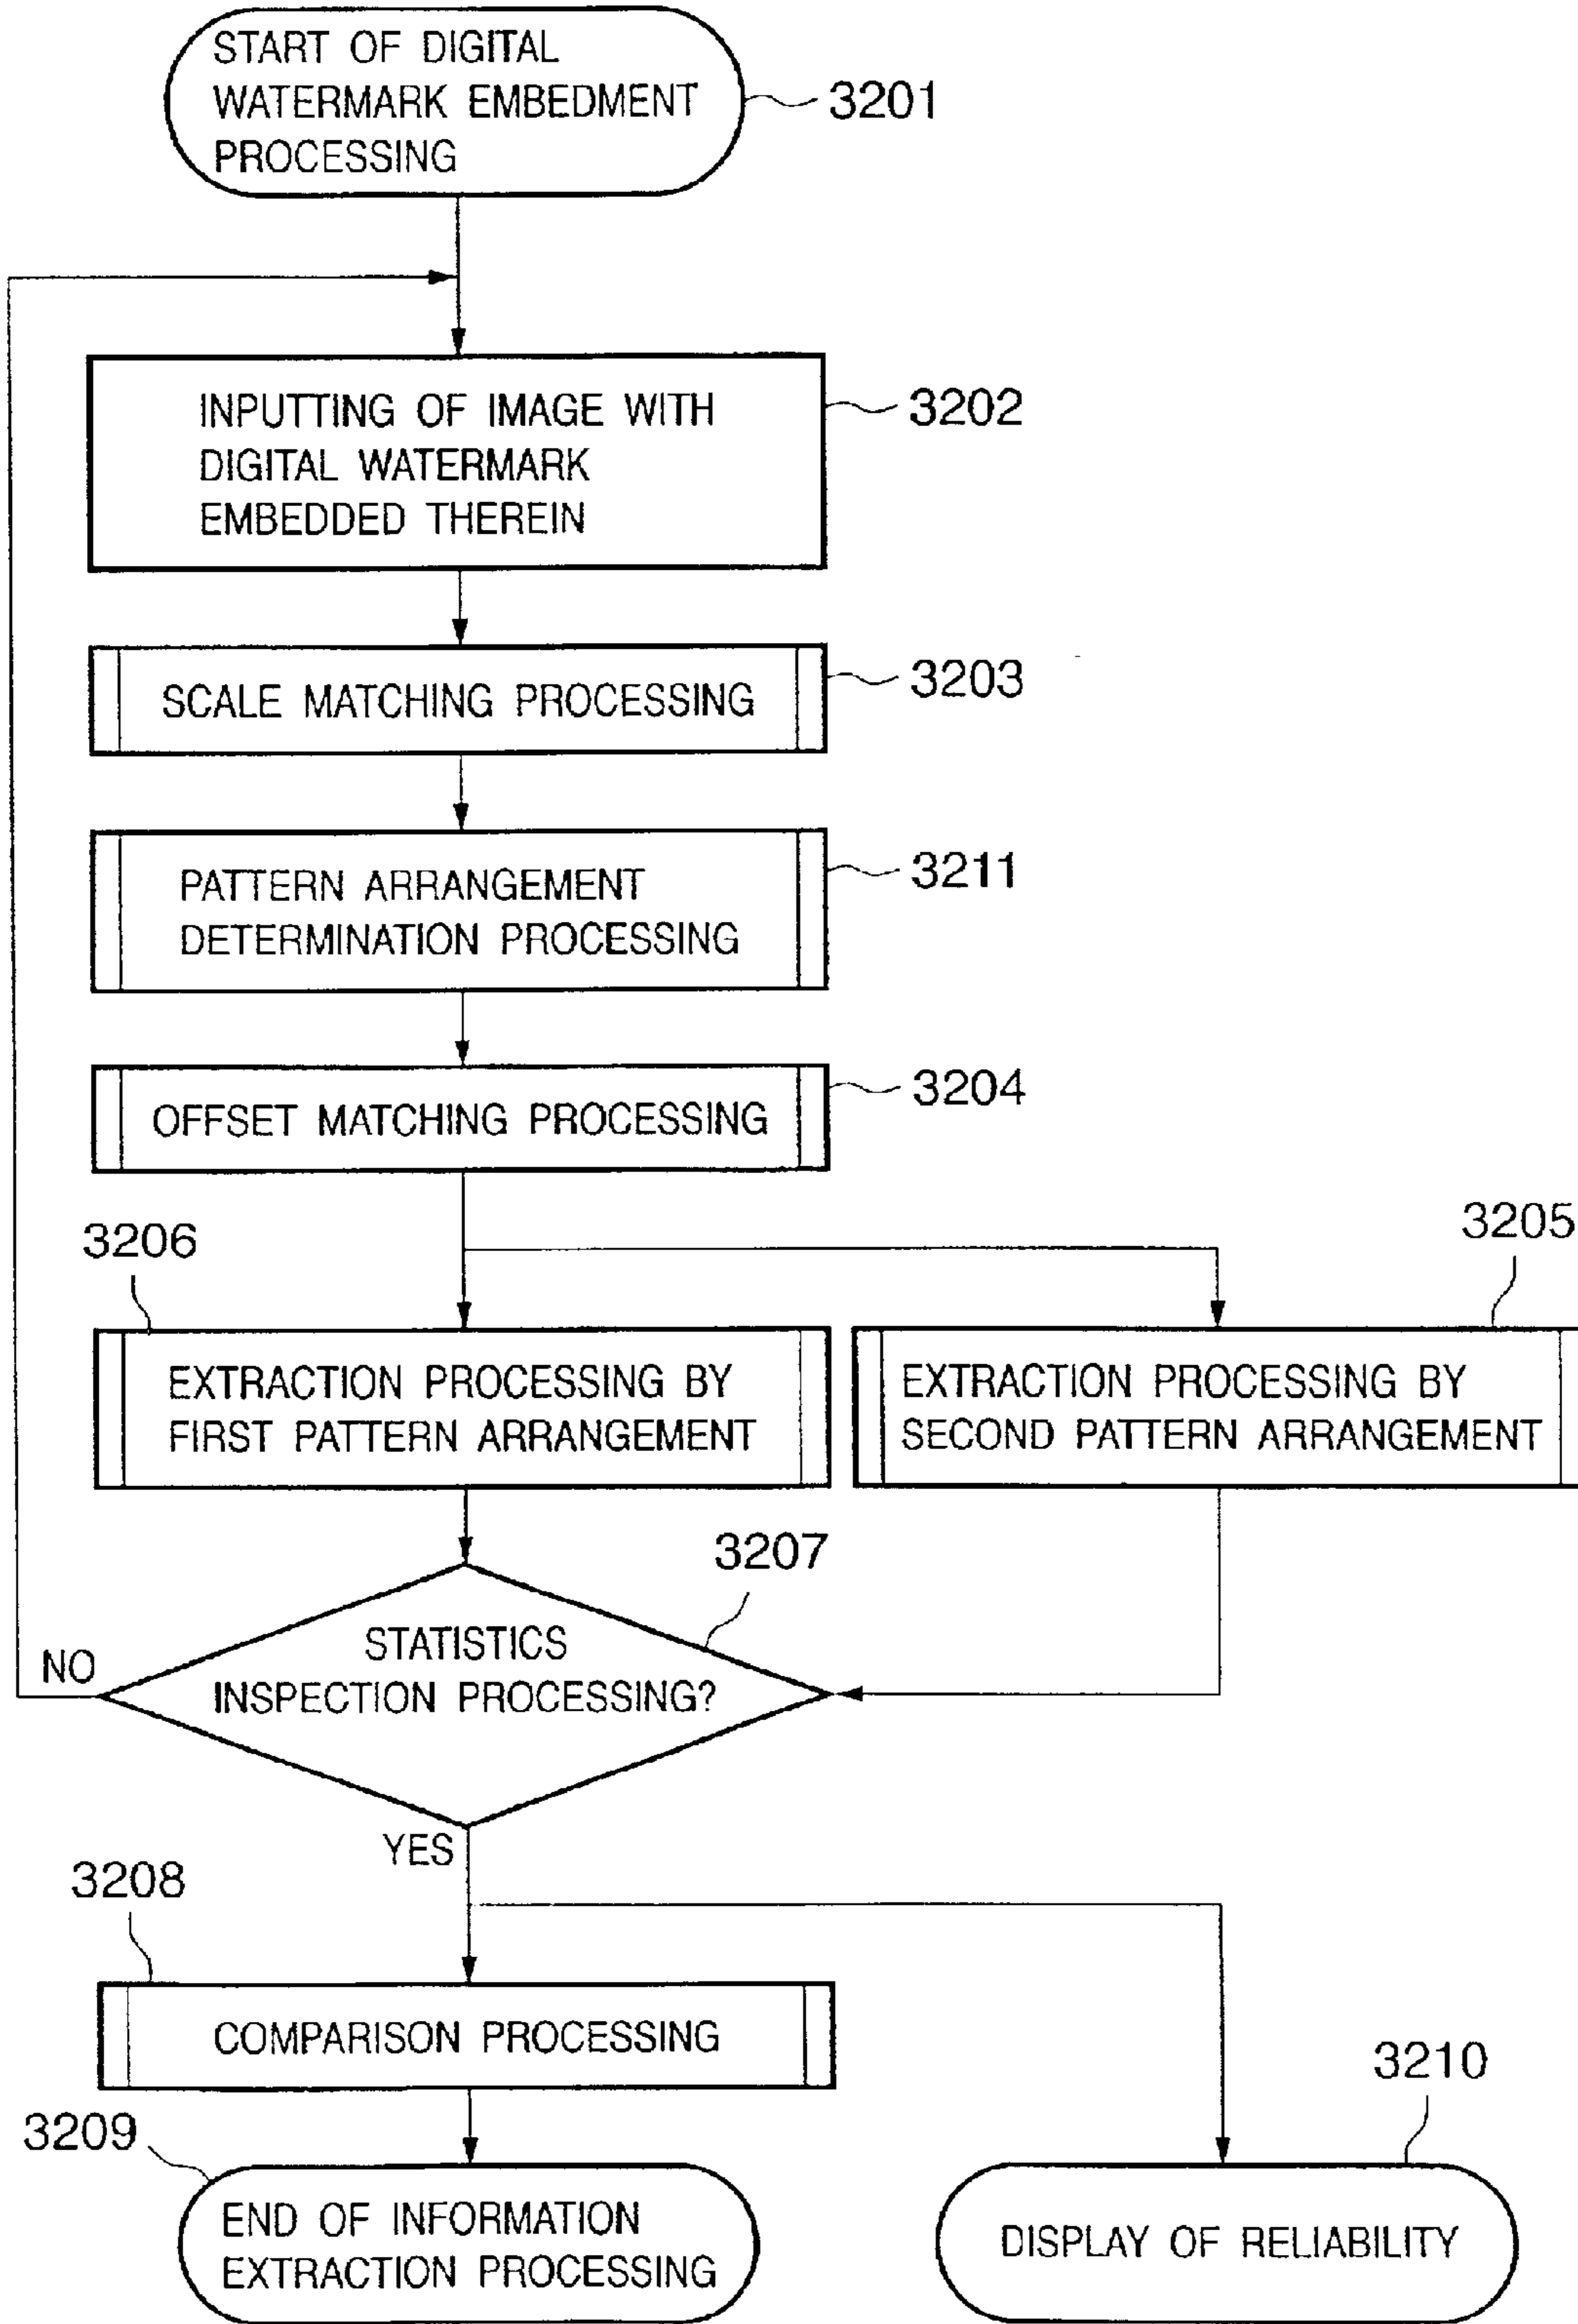 START OF DIGITAL
WATERMARK EMBEDMENT
PROCESSING
3201
INPUTTING OF IMAGE WITH
DIGITAL WATERMARK
EMBEDDED THEREIN
3202
SCALE MATCHING PROCESSING
3203
PATTERN ARRANGEMENT
DETERMINATION PROCESSING
3211
OFFSET MATCHING PROCESSING
3204
3206
EXTRACTION PROCESSING BY
FIRST PATTERN ARRANGEMENT
3205
EXTRACTION PROCESSING BY
SECOND PATTERN ARRANGEMENT
3207
STATISTICS
INSPECTION PROCESSING?
NO
YES
3208
COMPARISON PROCESSING
3209
END OF INFORMATION
EXTRACTION PROCESSING
3210
DISPLAY OF RELIABILITY